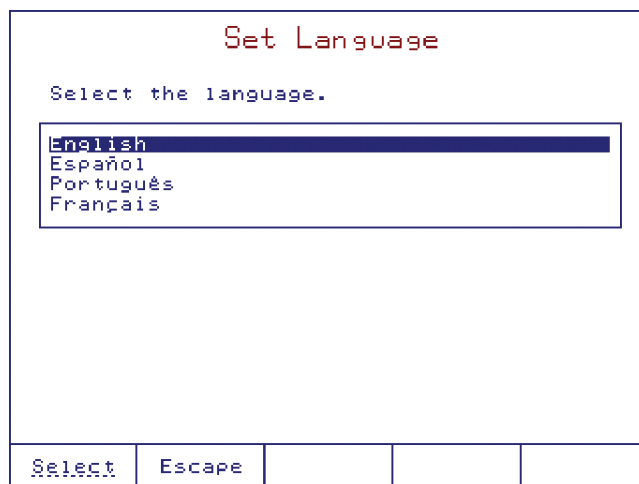 Set Language
Select the language.
English
Español
Português
Français
Select Escape